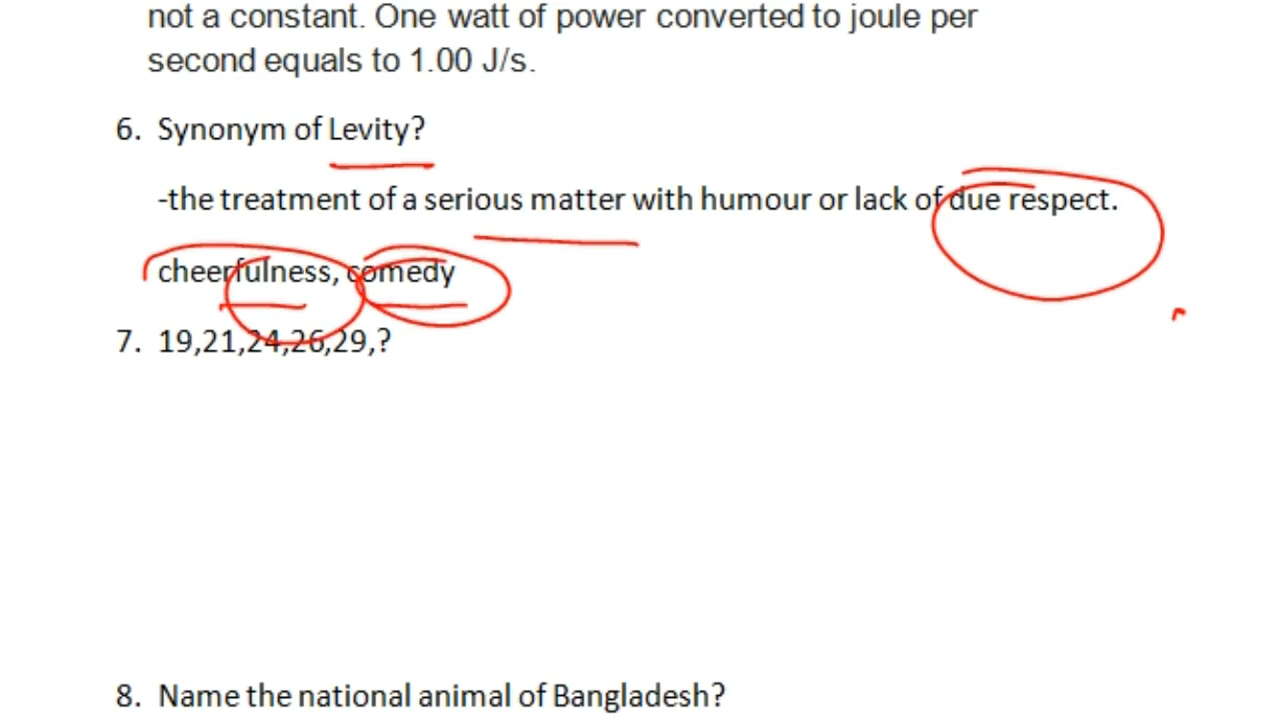 not a constant. One watt of power converted to joule per
second equals to 1.00 J/s.
6. Synonym of Levity?
-the treatment of a serious matter with humour or lack of due respect.
cheerfulness, comedy
7. 19,21,24,26,29,?
8. Name the national animal of Bangladesh?